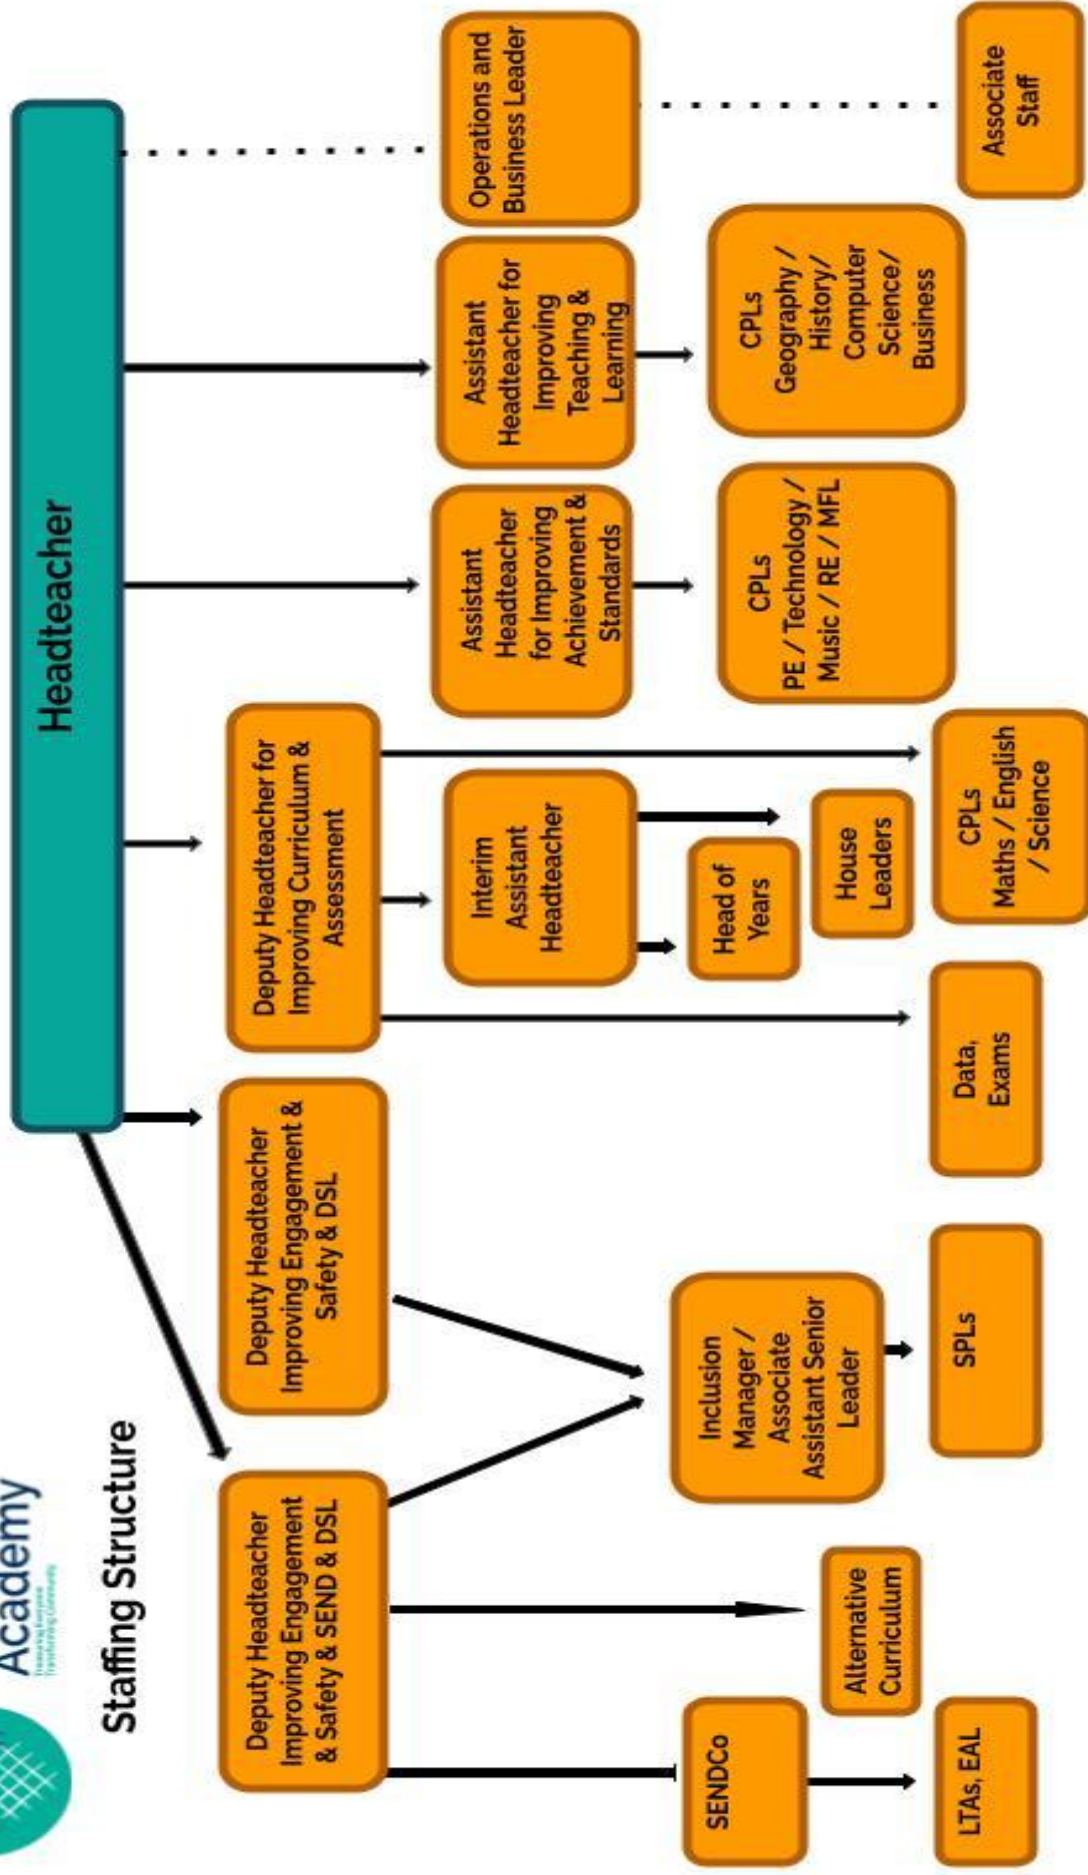 Academy
Staffing Structure
Headteacher
Deputy Headteacher
Improving Engagement
& Safety & SEND & DSL
Deputy Headteacher
Improving Engagement &
Safety & DSL
Deputy Headteacher for
Improving Curriculum &
Assessment
Interim
Assistant
Headteacher
Assistant
Headteacher
for Improving
Achievement &
Standards
Assistant
Headteacher for
Improving
Teaching &
Learning
Operations and
Business Leader
SENDCo
Alternative
Curriculum
Inclusion
Manager /
Associate
Assistant Senior
Leader
Head of
Years
House
Leaders
CPLs
PE / Technology /
Music / RE / MFL
CPLs
Geography /
History/
Computer
Science/
Business
LTAs, EAL
SPLs
Data,
Exams
CPLs
Maths / English
/ Science
Associate
Staff